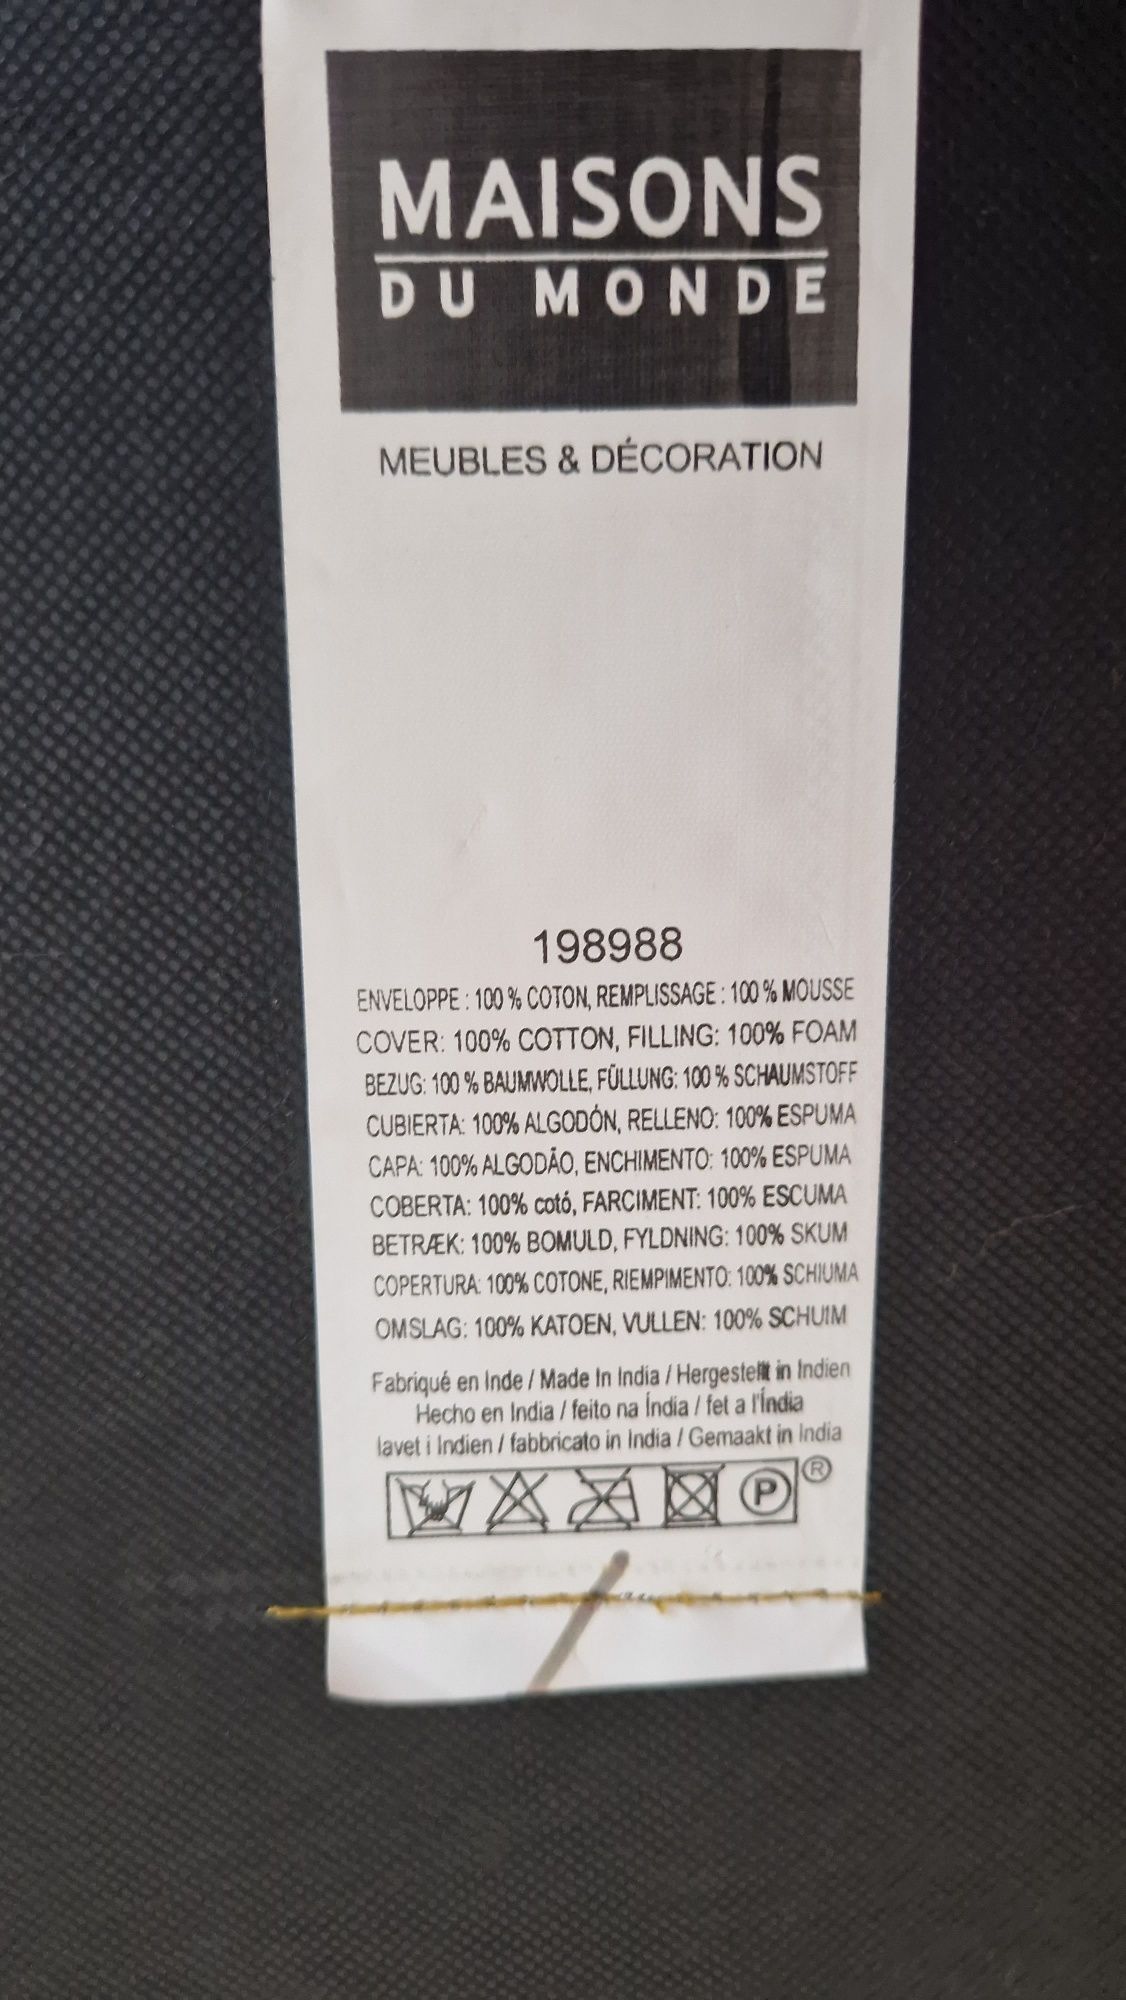 MAISONS
DU MONDE
MEUBLES & DÉCORATION
198988
ENVELOPPE : 100 % COTON, REMPLISSAGE : 100 % MOUSSE
COVER: 100% COTTON, FILLING: 100% FOAM
BEZUG: 100 % BAUMWOLLE, FÜLLUNG: 100 % SCHAUMSTOFF
CUBIERTA: 100% ALGODÓN, RELLENO: 100% ESPUMA
CAPA: 100% ALGODÃO, ENCHIMENTO: 100% ESPUMA
COBERTA: 100% cotó, FARCIMENT: 100% ESCUMA
BETRÆK: 100% BOMULD, FYLDNING: 100% SKUM
COPERTURA: 100% COTONE, RIEMPIMENTO: 100% SCHIUMA
OMSLAG: 100% KATOEN, VULLEN: 100% SCHUIM
Fabriqué en Inde / Made In India / Hergestellt in Indien
Hecho en India / feito na Índia / fet a l'Índia
lavet i Indien / fabbricato in India / Gemaakt in India
P ®